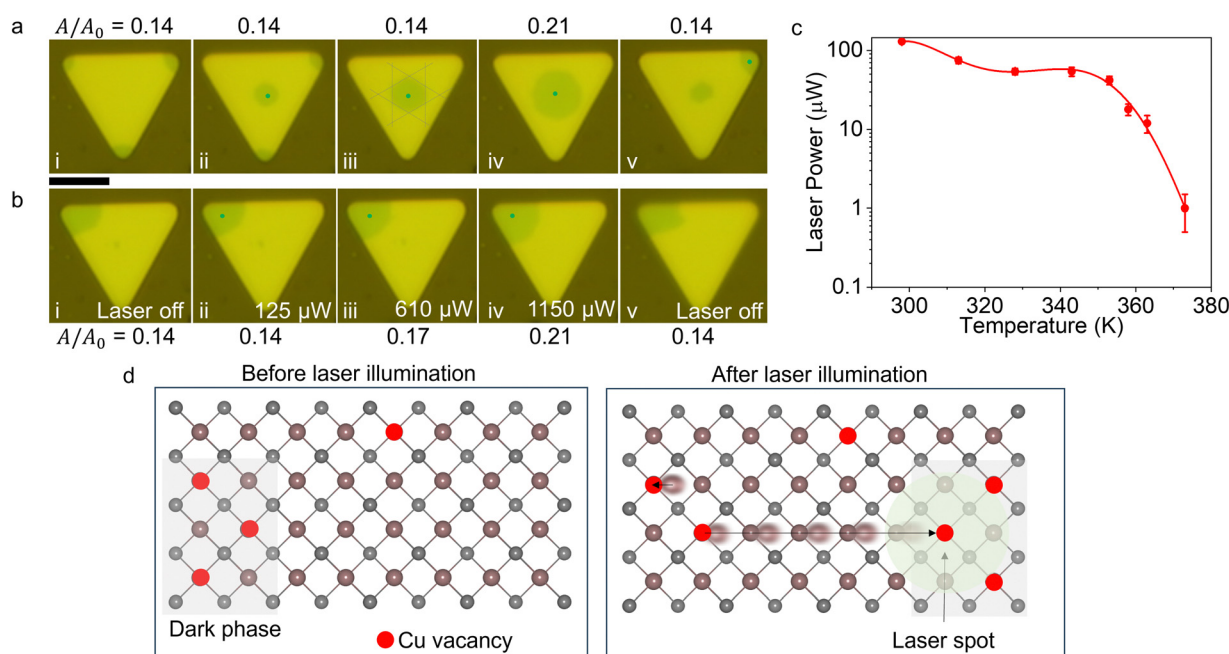 a
A/A₀ = 0.14 0.14 0.14 0.21 0.14
i ii iii iv v
b
i Laser off ii 125 μW iii 610 μW iv 1150 μW v Laser off
A/A₀ = 0.14 0.14 0.17 0.21 0.14
c
Laser Power (μW)
100
10
1
0.1
300 320 340 360 380
Temperature (K)
d
Before laser illumination
Dark phase
Cu vacancy
After laser illumination
Laser spot